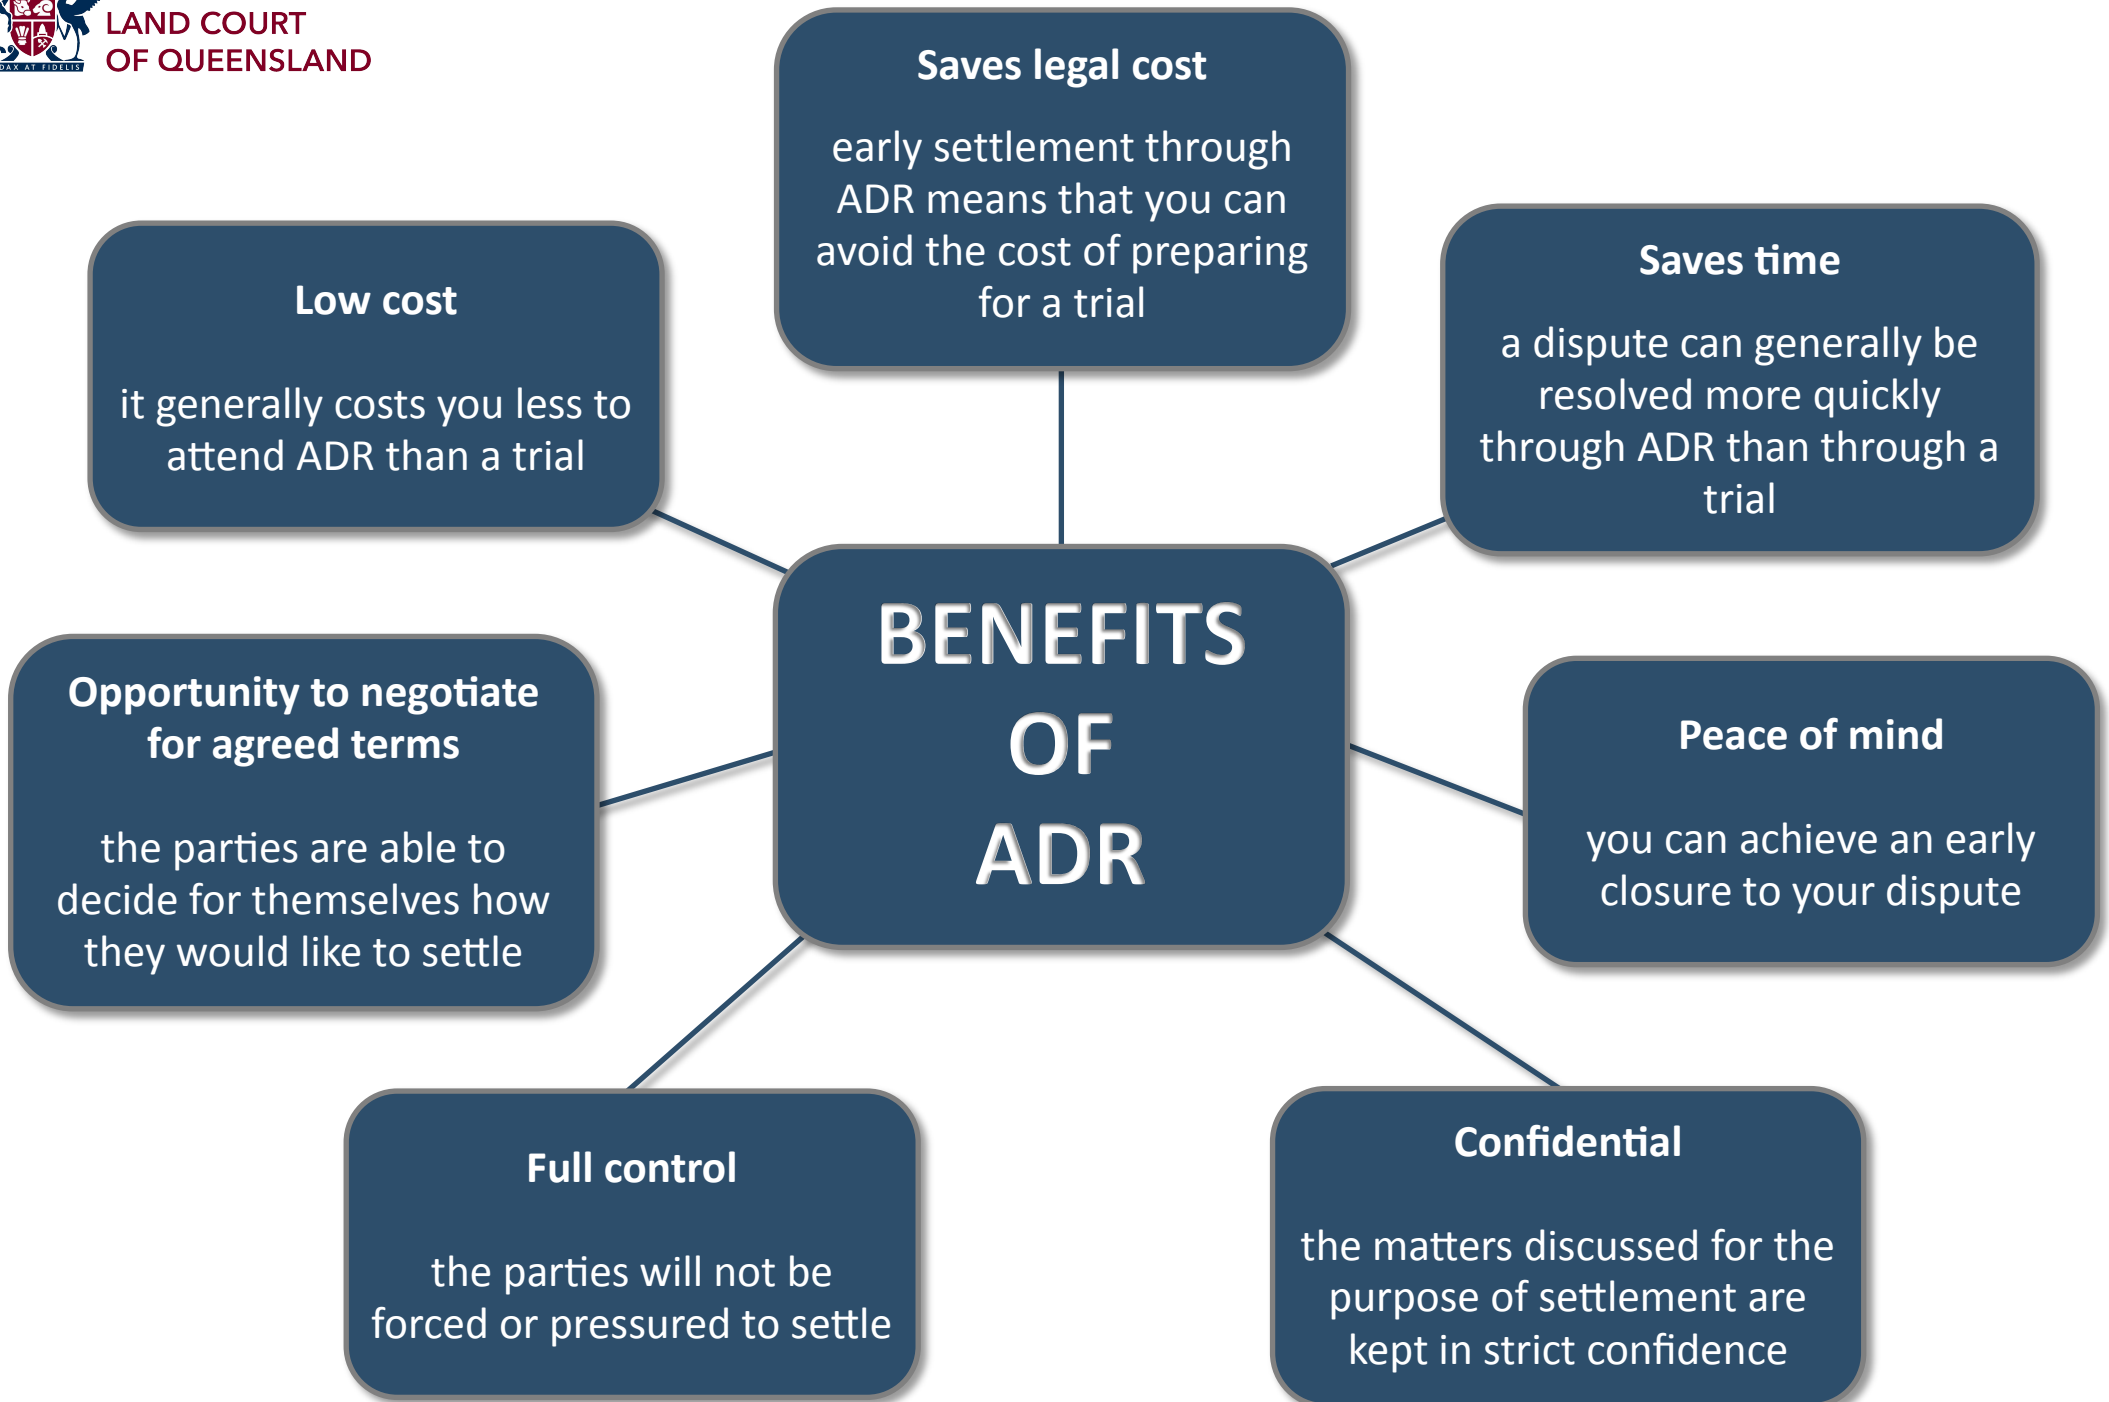 LAND COURT
OF QUEENSLAND
DAX AT FIDELIS
Saves legal cost
early settlement through
ADR means that you can
avoid the cost of preparing
for a trial
Low cost
it generally costs you less to
attend ADR than a trial
Saves time
a dispute can generally be
resolved more quickly
through ADR than through a
trial
BENEFITS
OF
ADR
Opportunity to negotiate
for agreed terms
the parties are able to
decide for themselves how
they would like to settle
Peace of mind
you can achieve an early
closure to your dispute
Full control
the parties will not be
forced or pressured to settle
Confidential
the matters discussed for the
purpose of settlement are
kept in strict confidence